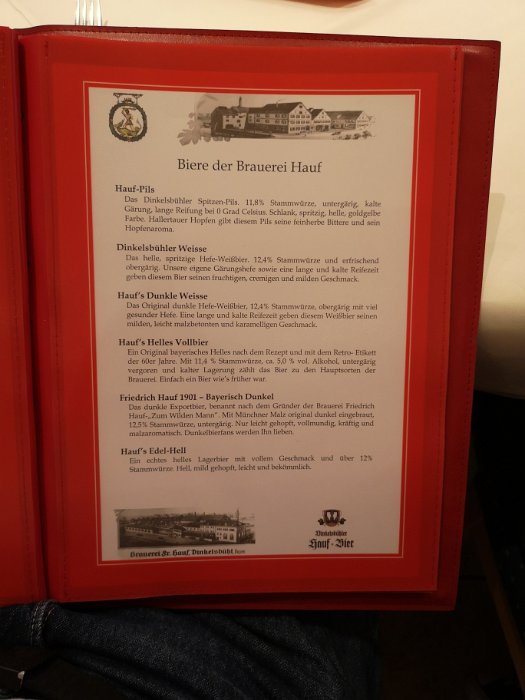 Biere der Brauerei Hauf
Hauf-Pils
Das Dinkelsbühler Spitzen-Pils. 11,8% Stammwürze, untergärig, kalte
Gärung, lange Reifung bei 0 Grad Celsius. Schlank, spritzig, helle, goldgelbe
Farbe. Hallertauer Hopfen gibt diesem Pils seine feinherbe Bittere und sein
Hopfenaroma.
Dinkelsbühler Weisse
Das helle, spritzige Hefe-Weißbier, 12,4% Stammwürze und erfrischend
obergärig. Unsere eigene Gärungshefe sowie eine lange und kalte Reifezeit
geben diesem Bier seinen fruchtigen, cremigen und milden Geschmack.
Hauf's Dunkle Weisse
Das Original dunkle Hefe-Weißbier, 12,4% Stammwürze, obergärig mit viel
gesunder Hefe. Eine lange und kalte Reifezeit geben diesem Weißbier seinen
milden, leicht malzbetonten und karamelligen Geschmack.
Hauf's Helles Vollbier
Ein Original bayerisches Helles nach dem Rezept und mit dem Retro- Etikett
der 60er Jahre. Mit 11,4 % Stammwürze, ca. 5,0 % vol. Alkohol, untergärig
vergoren und kalter Lagerung zählt das Bier zu den Hauptsorten der
Brauerei. Einfach ein Bier wie's früher war.
Friedrich Hauf 1901 – Bayerisch Dunkel
Das dunkle Exportbier, benannt nach dem Gründer der Brauerei Friedrich
Hauf-„Zum Wilden Mann". Mit Münchner Malz original dunkel eingebraut,
12,5% Stammwürze, untergärig. Nur leicht gehopft, vollmundig, kräftig und
malzaromatisch. Dunkelbierfans werden Ihn lieben.
Hauf's Edel-Hell
Ein echtes helles Lagerbier mit vollem Geschmack und über 12%
Stammwürze. Hell, mild gehopft, leicht und bekömmlich.
Brauerei Fr. Hauf, Dinkelsbühl
Dinkelsbühler
Hauf-Bier